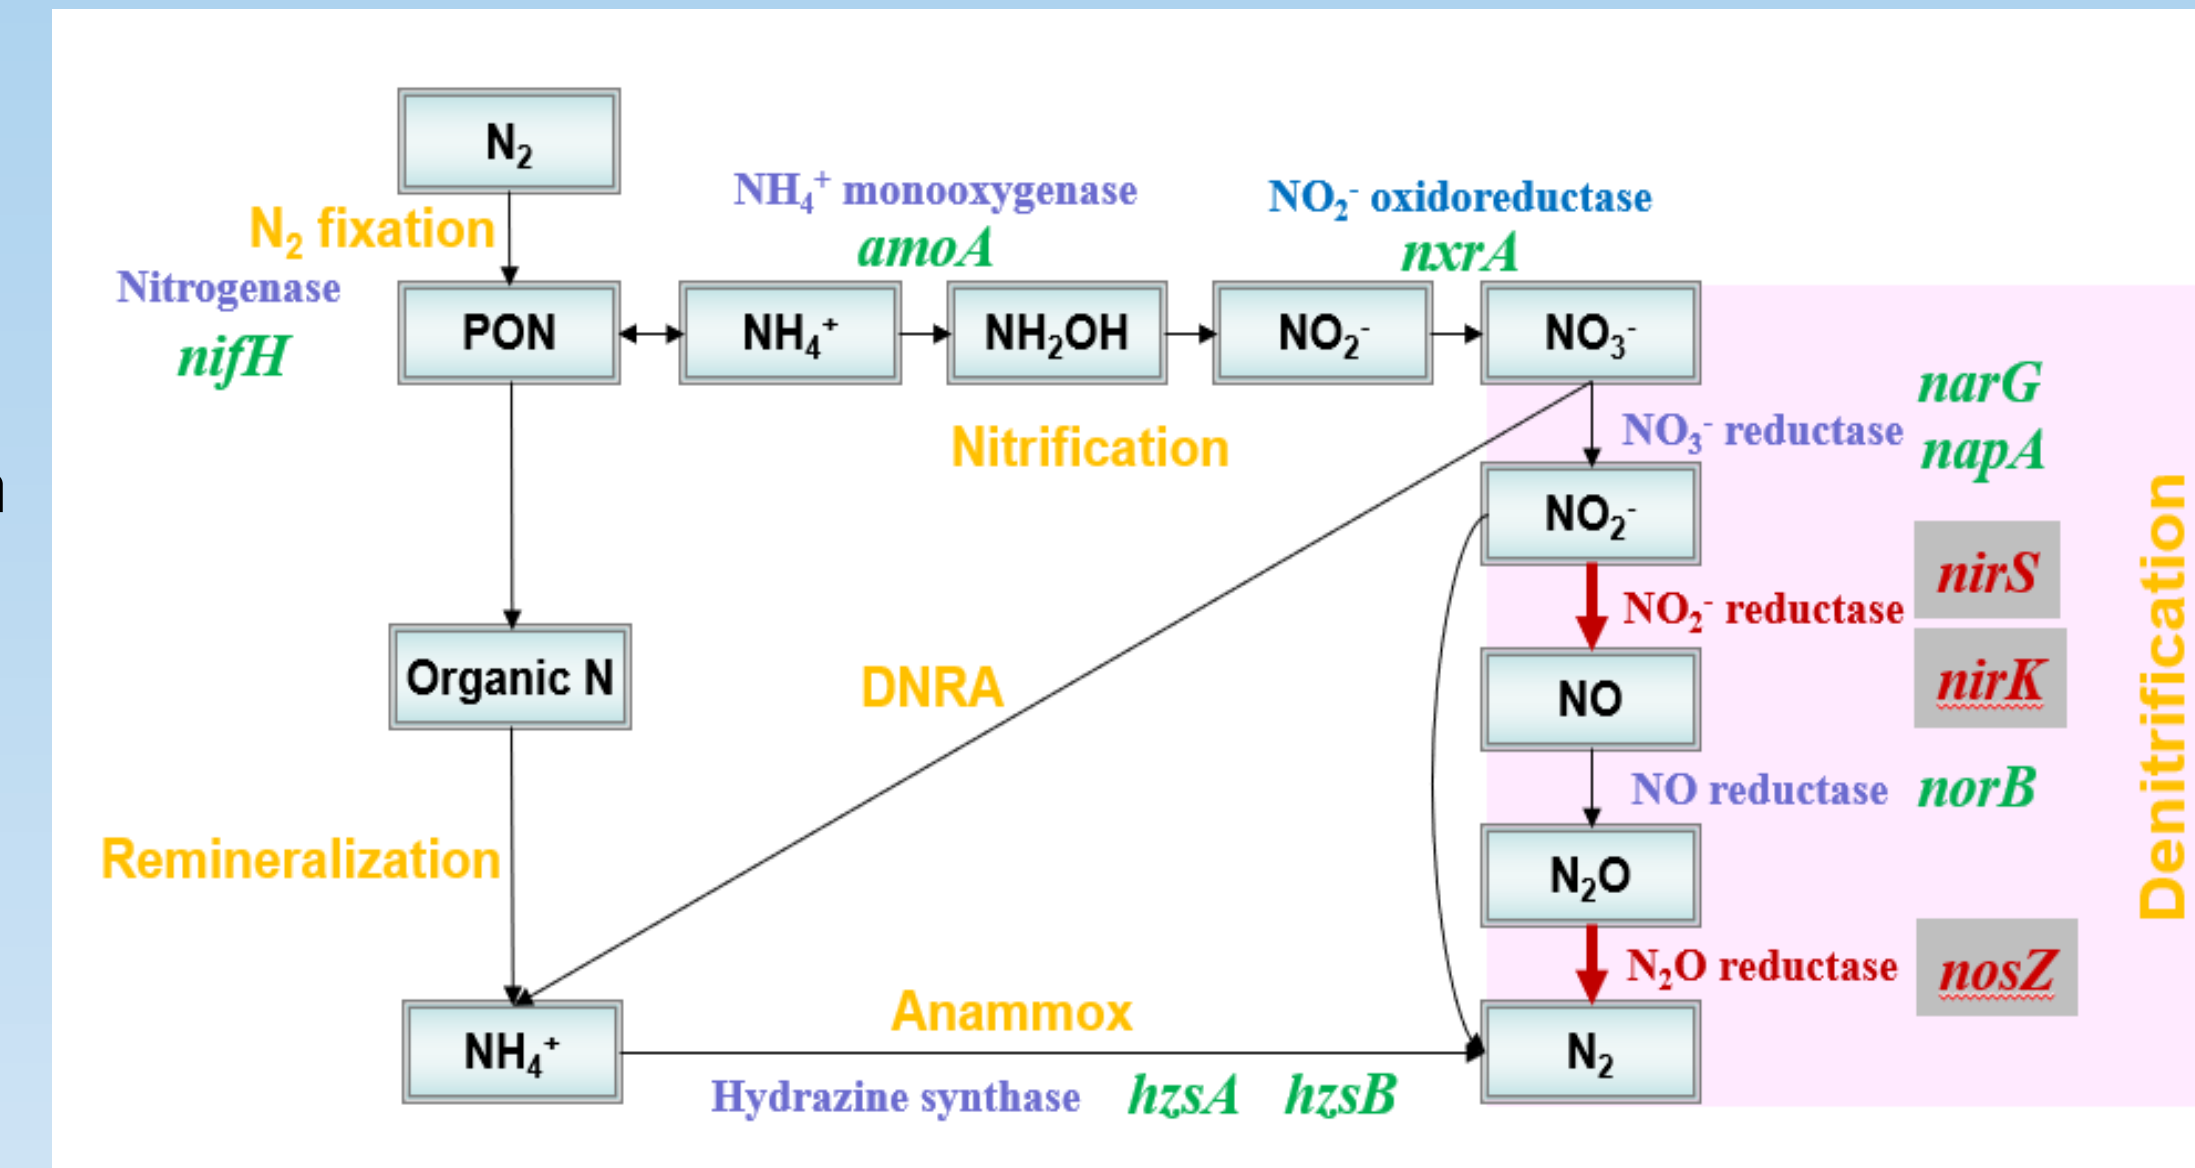 N₂
N₂ fixation
Nitrogenase
nifH
NH₄⁺ monooxygenase
amoA
NO₂⁻ oxidoreductase
nxrA
PON
NH₄⁺
NH₂OH
NO₂⁻
NO₃⁻
Nitrification
NO₃⁻ reductase
narG
napA
NO₂⁻
n
nirS
NO₂⁻ reductase
nirK
Organic N
DNRA
NO
Denitrification
NO reductase
norB
Remineralization
N₂O
N₂O reductase
nosZ
Anammox
NH₄⁺
N₂
Hydrazine synthase
hzsA hzsB